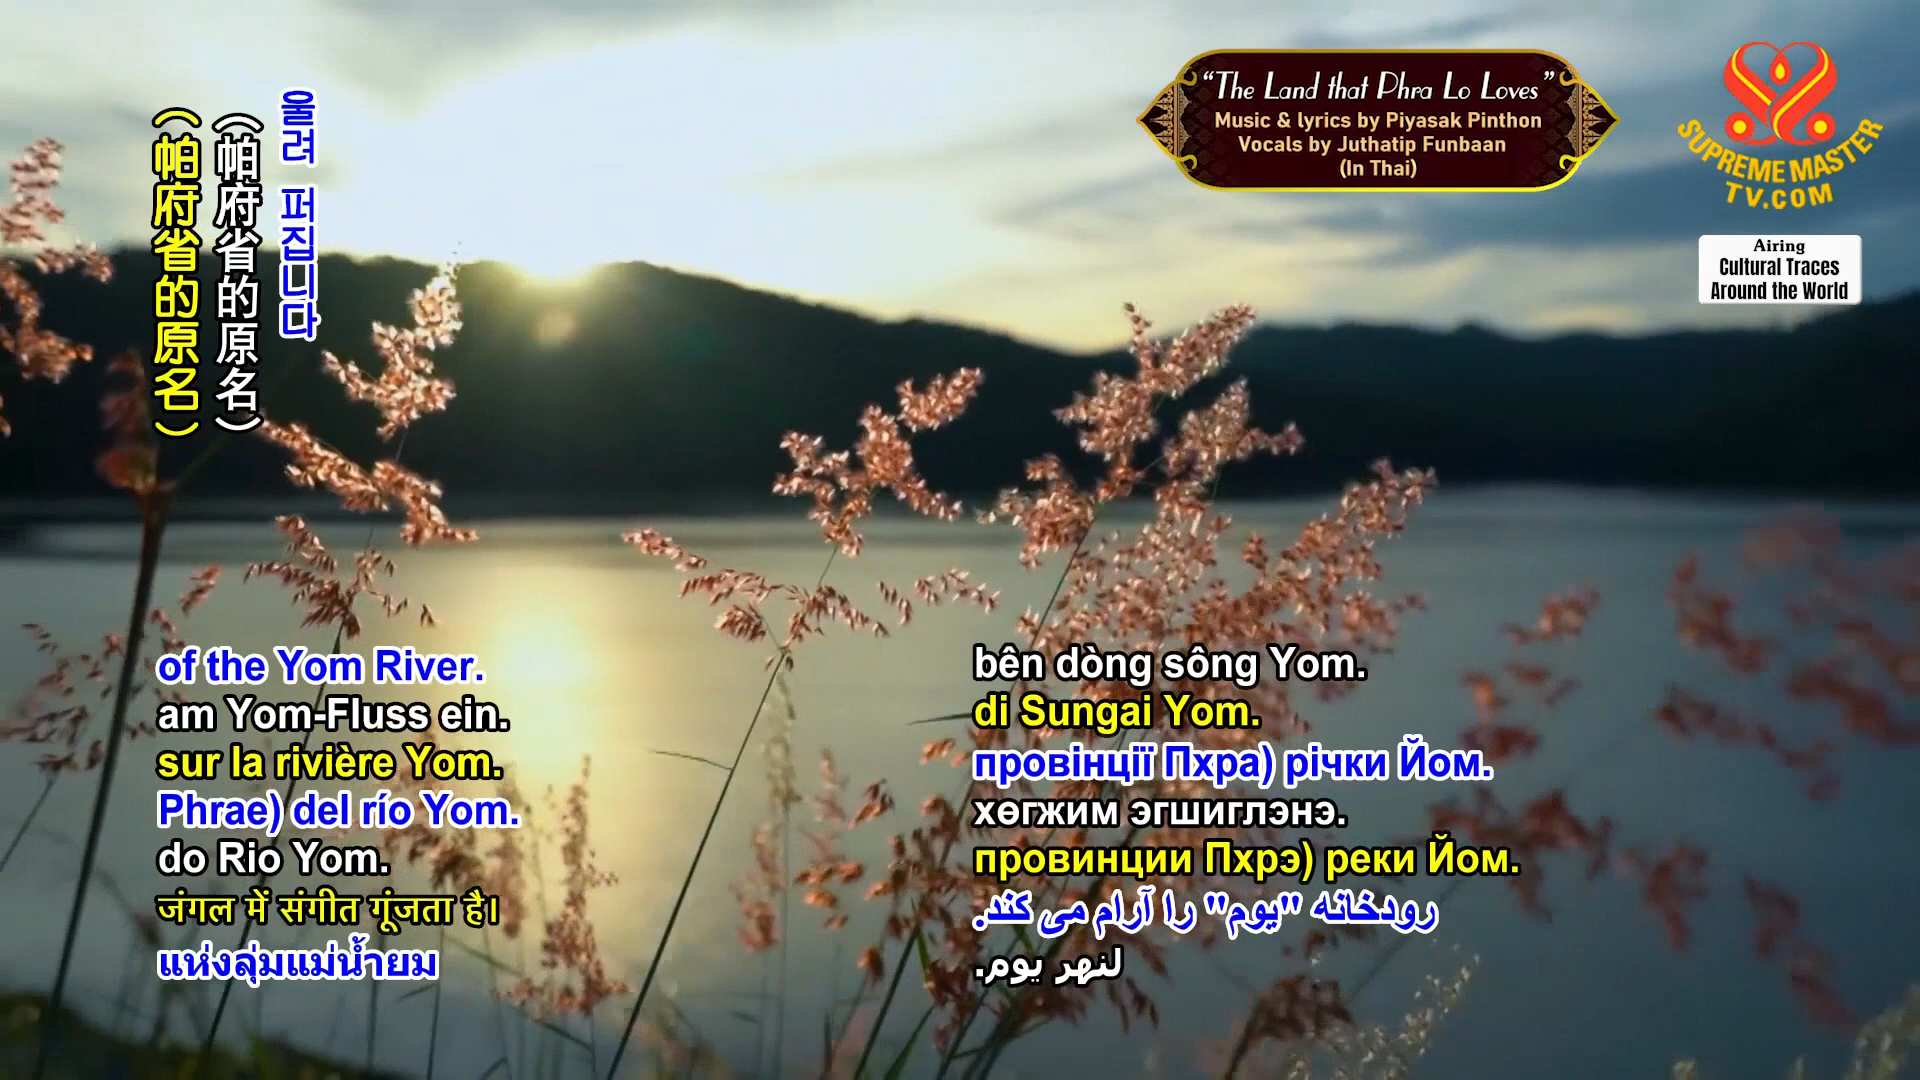 울려 퍼집니다
（帕府省的原名）
（帕府省的原名）
“The Land that Phra Lo Loves”
Music & lyrics by Piyasak Pinthon
Vocals by Juthatip Funbaan
(In Thai)
SUPREME MASTER
TV.COM
Airing
Cultural Traces
Around the World
of the Yom River.
am Yom-Fluss ein.
sur la rivière Yom.
Phrae) del río Yom.
do Rio Yom.
जंगल में संगीत गूंजता है।
แห่งลุ่มแม่น้ำยม
bên dòng sông Yom.
di Sungai Yom.
провінції Пхра) річки Йом.
хөгжим эгшиглэнэ.
провинции Пхрэ) реки Йом.
رودخانه "یوم" را آرام می کند.
لنهر يوم.